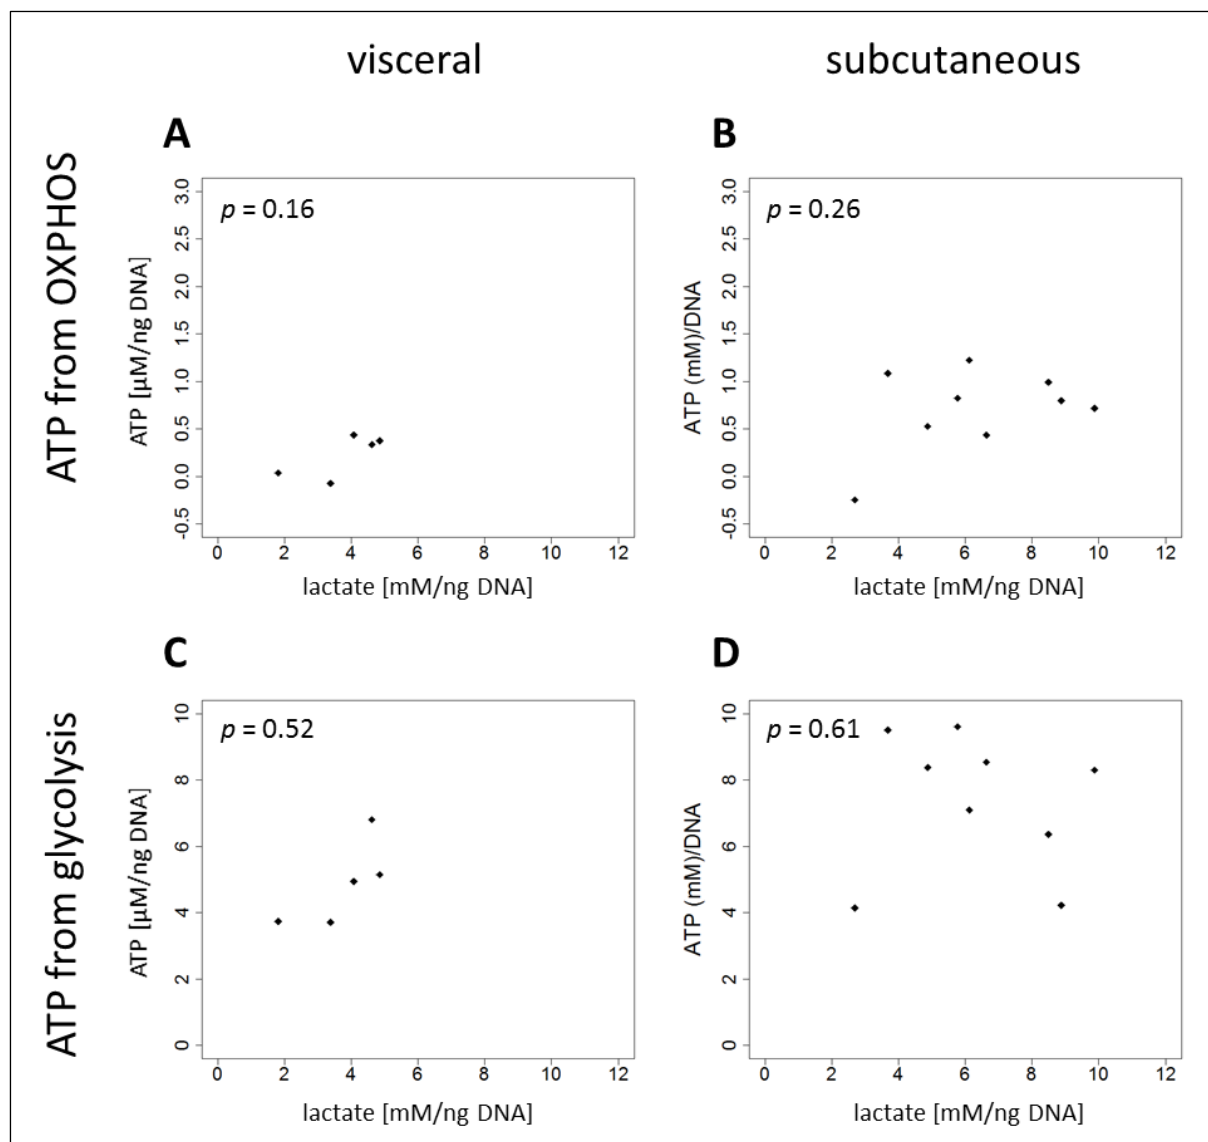 visceral
subcutaneous
ATP from OXPHOS
A
p = 0.16
ATP [µM/ng DNA]
3.0
2.5
2.0
1.5
1.0
0.5
0.0
-0.5
0 2 4 6 8 10 12
lactate [mM/ng DNA]
B
p = 0.26
ATP (mM)/DNA
3.0
2.5
2.0
1.5
1.0
0.5
0.0
-0.5
0 2 4 6 8 10 12
lactate [mM/ng DNA]
ATP from glycolysis
C
p = 0.52
ATP [µM/ng DNA]
10
8
6
4
2
0
0 2 4 6 8 10 12
lactate [mM/ng DNA]
D
p = 0.61
ATP (mM)/DNA
10
8
6
4
2
0
0 2 4 6 8 10 12
lactate [mM/ng DNA]